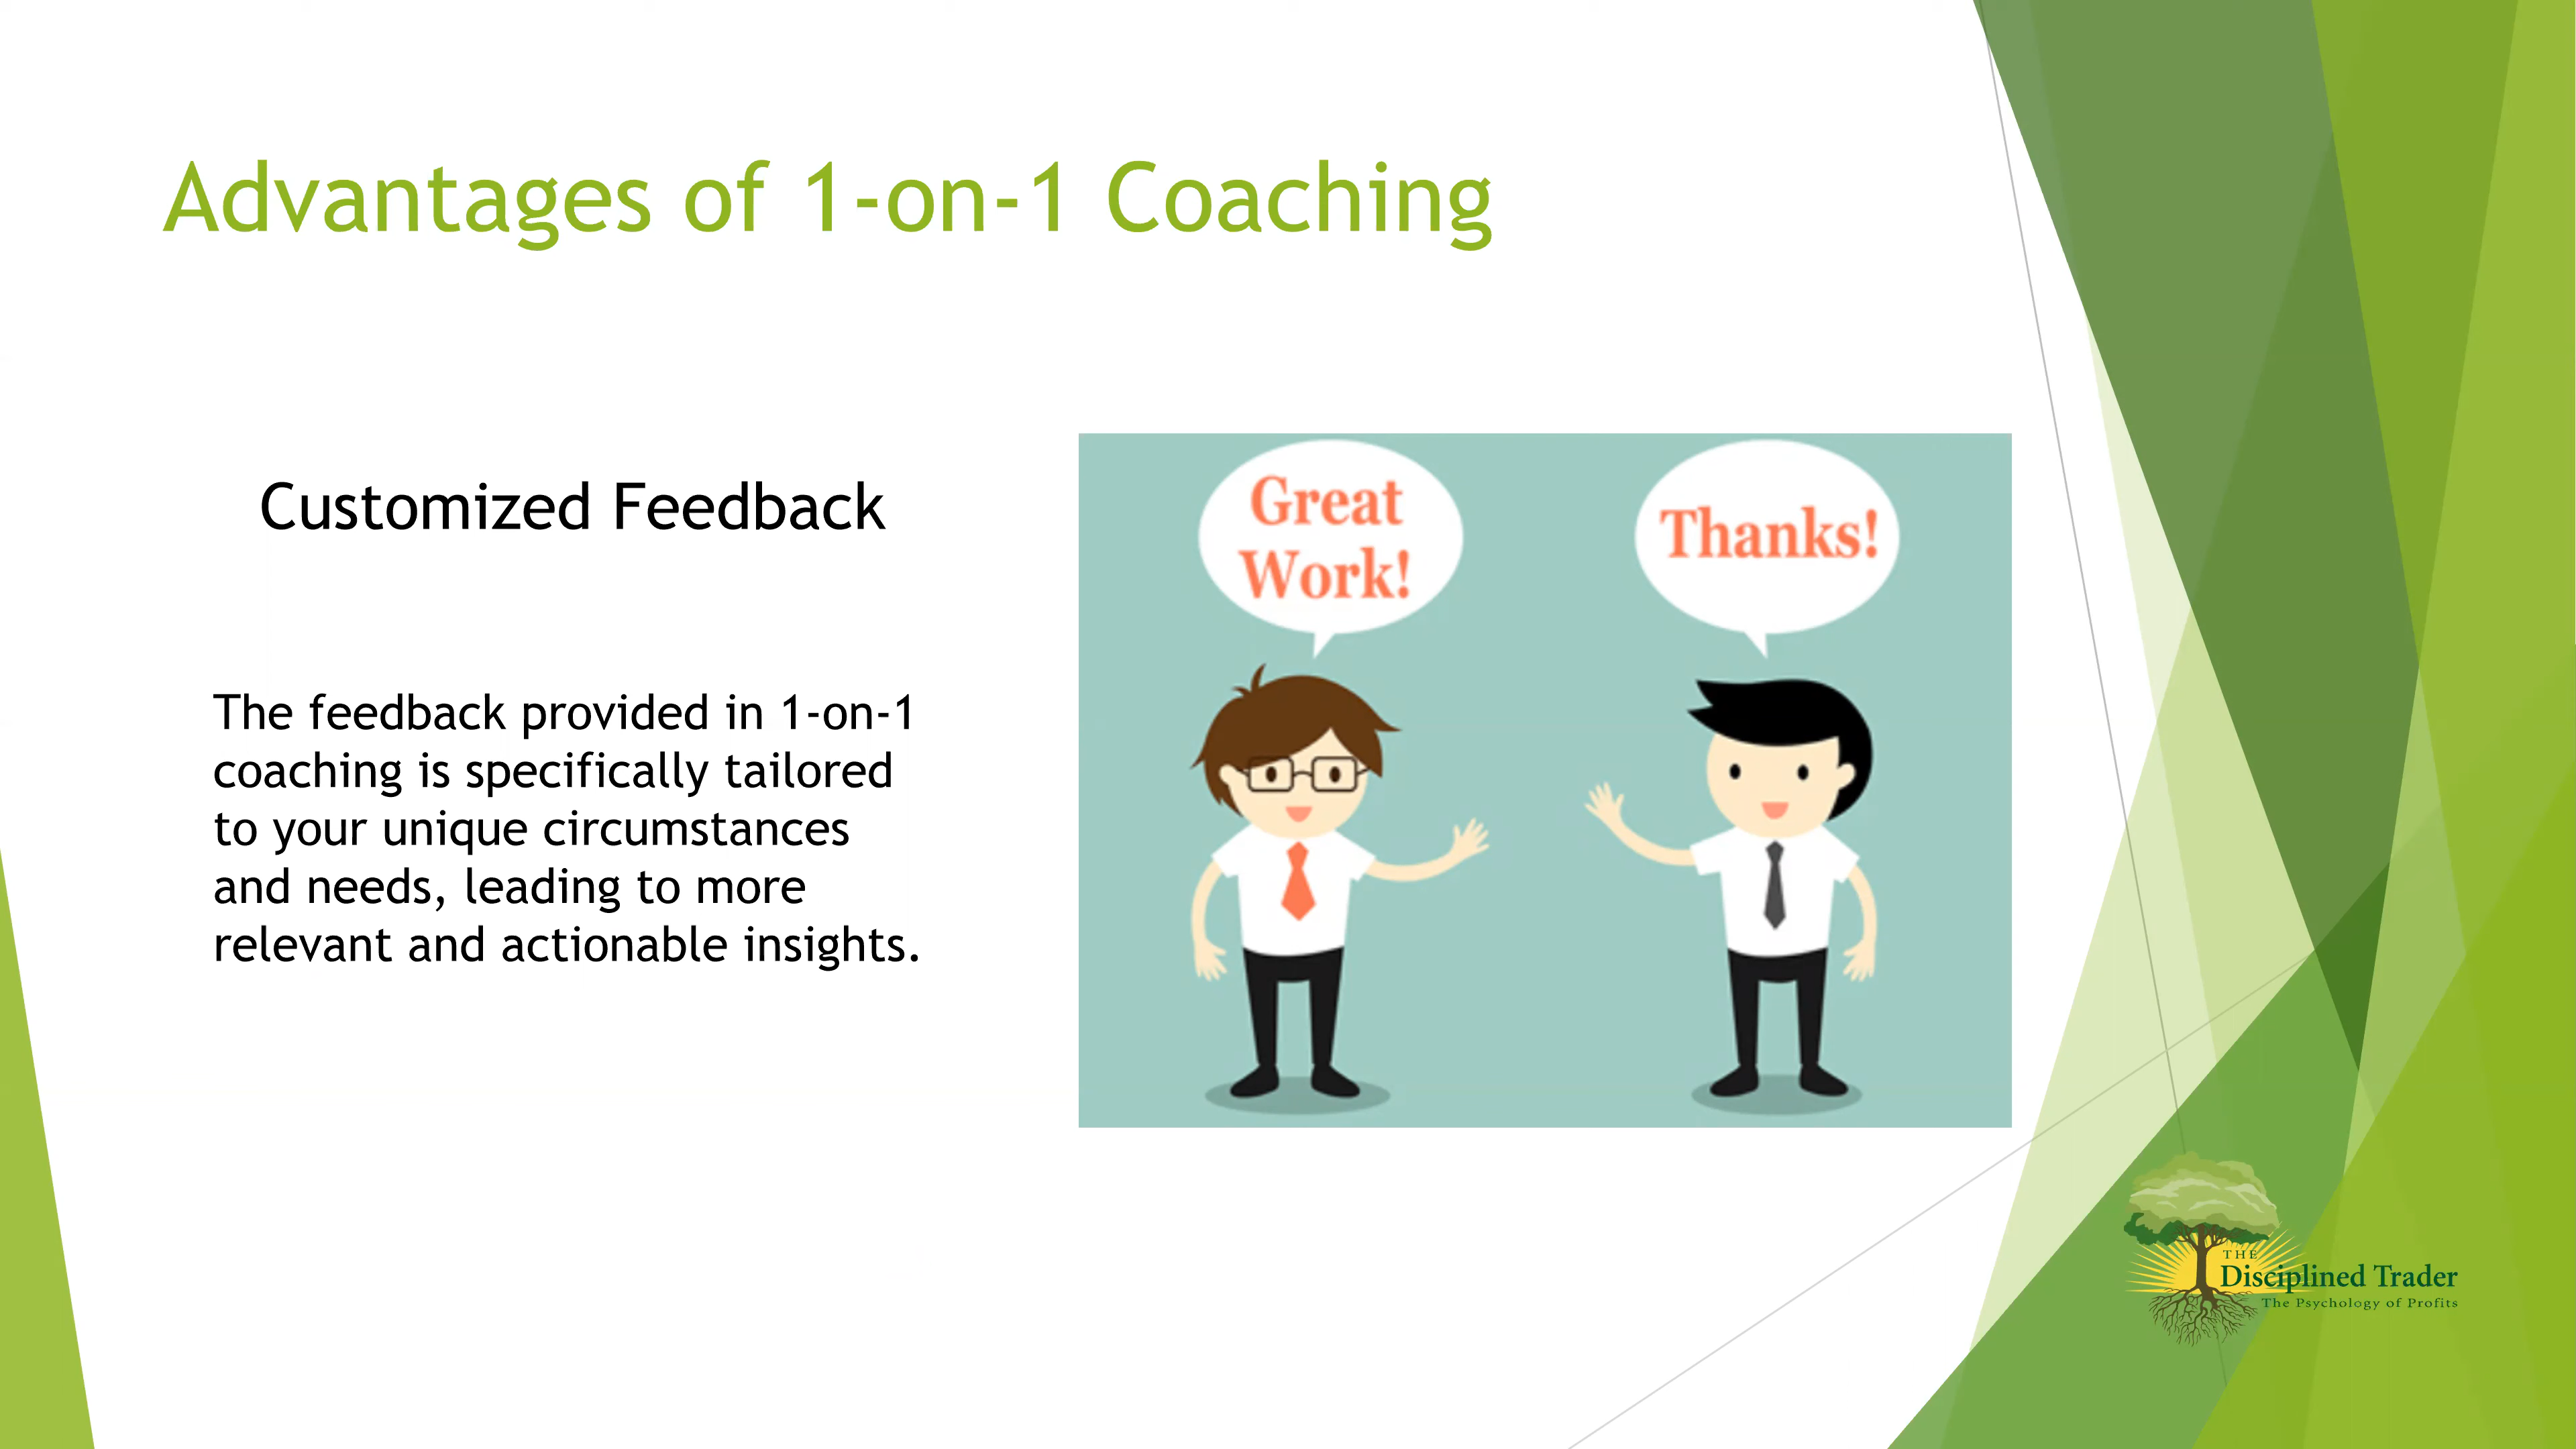 Advantages of 1-on-1 Coaching
Customized Feedback
The feedback provided in 1-on-1
coaching is specifically tailored
to your unique circumstances
and needs, leading to more
relevant and actionable insights.
Great
Work!
Thanks!
THE
Disciplined Trader
The Psychology of Profits